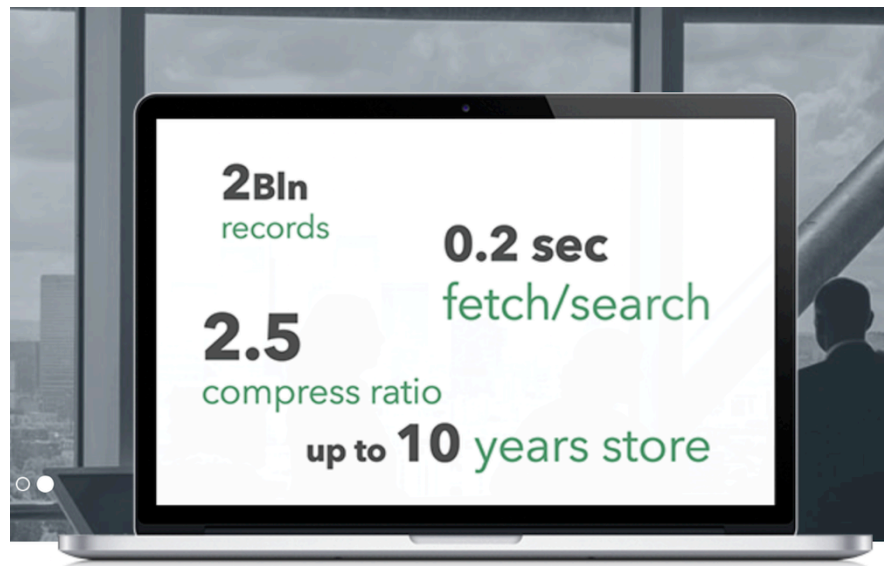 2Bln
records
0.2 sec
fetch/search
2.5
compress ratio
up to 10 years store